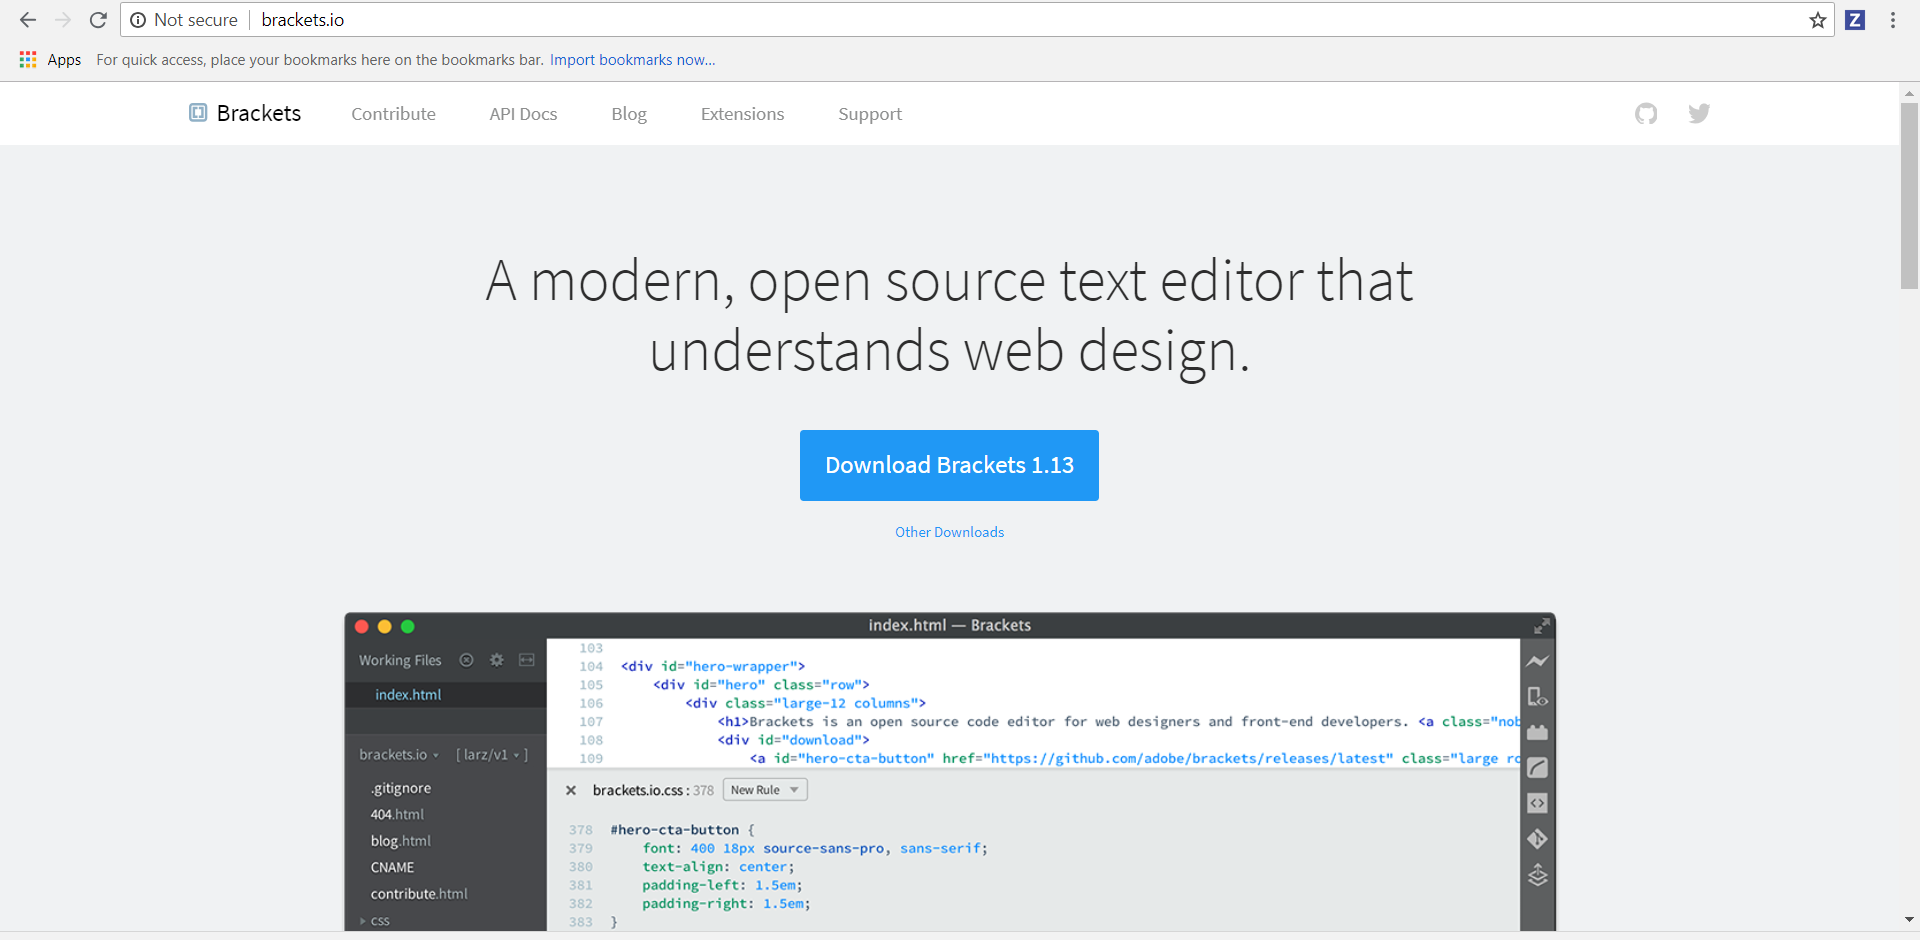 Not secure brackets.io
Apps For quick access, place your bookmarks here on the bookmarks bar. Import bookmarks now...
Brackets Contribute API Docs Blog Extensions Support
A modern, open source text editor that
understands web design.
Download Brackets 1.13
Other Downloads
index.html — Brackets
Working Files
index.html
brackets.io [ larz/v1 ]
.gitignore
404.html
blog.html
CNAME
contribute.html
css
103
104 <div id="hero-wrapper">
105 <div id="hero" class="row">
106 <div class="large-12 columns">
107 <h1>Brackets is an open source code editor for web designers and front-end developers. <a class="nob
108 <div id="download">
109 <a id="hero-cta-button" href="https://github.com/adobe/brackets/releases/latest" class="large ro
brackets.io.css : 378 New Rule
378 #hero-cta-button {
379 font: 400 18px source-sans-pro, sans-serif;
380 text-align: center;
381 padding-left: 1.5em;
382 padding-right: 1.5em;
383 }